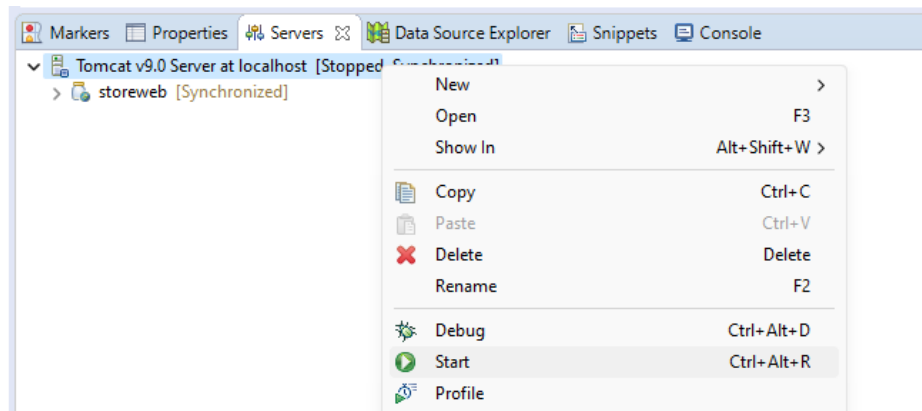 Markers Properties Servers Data Source Explorer Snippets Console
Tomcat v9.0 Server at localhost [Stopped, Synchronized]
storeweb [Synchronized]
New
Open F3
Show In Alt+Shift+W
Copy Ctrl+C
Paste Ctrl+V
Delete Delete
Rename F2
Debug Ctrl+Alt+D
Start Ctrl+Alt+R
Profile